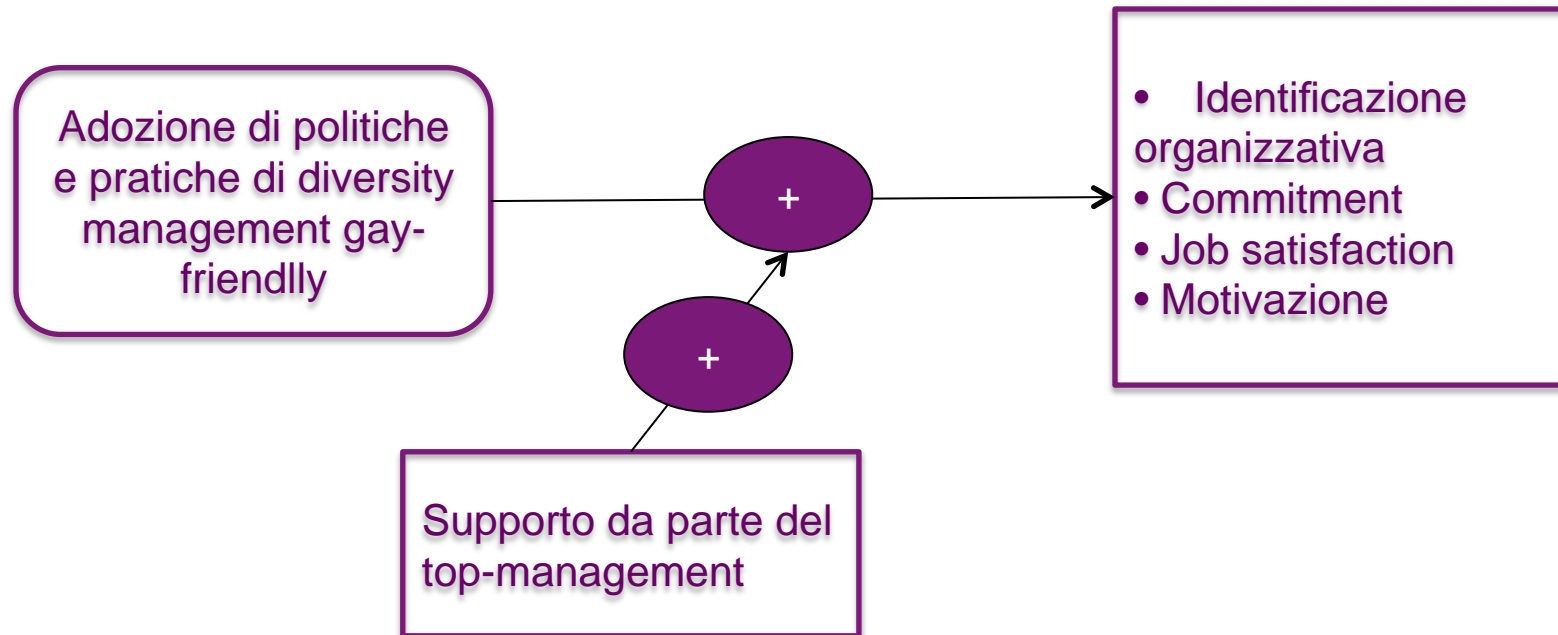 Adozione di politiche
e pratiche di diversity
management gay-
friendlly
+
+
• Identificazione
organizzativa
• Commitment
• Job satisfaction
• Motivazione
Supporto da parte del
top-management